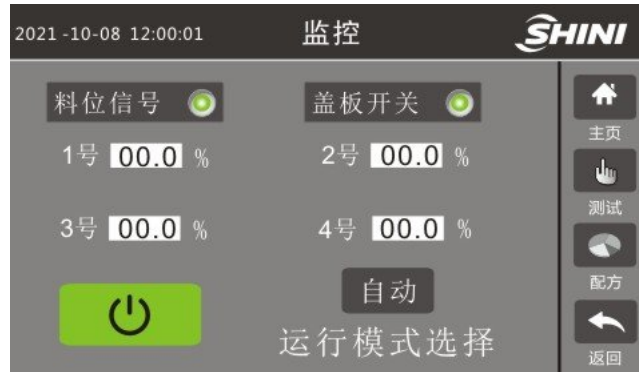 2021-10-08 12:00:01
监控
SHINI
料位信号
盖板开关
1号 00.0 %
2号 00.0 %
3号 00.0 %
4号 00.0 %
自动
运行模式选择
主页
测试
配方
返回